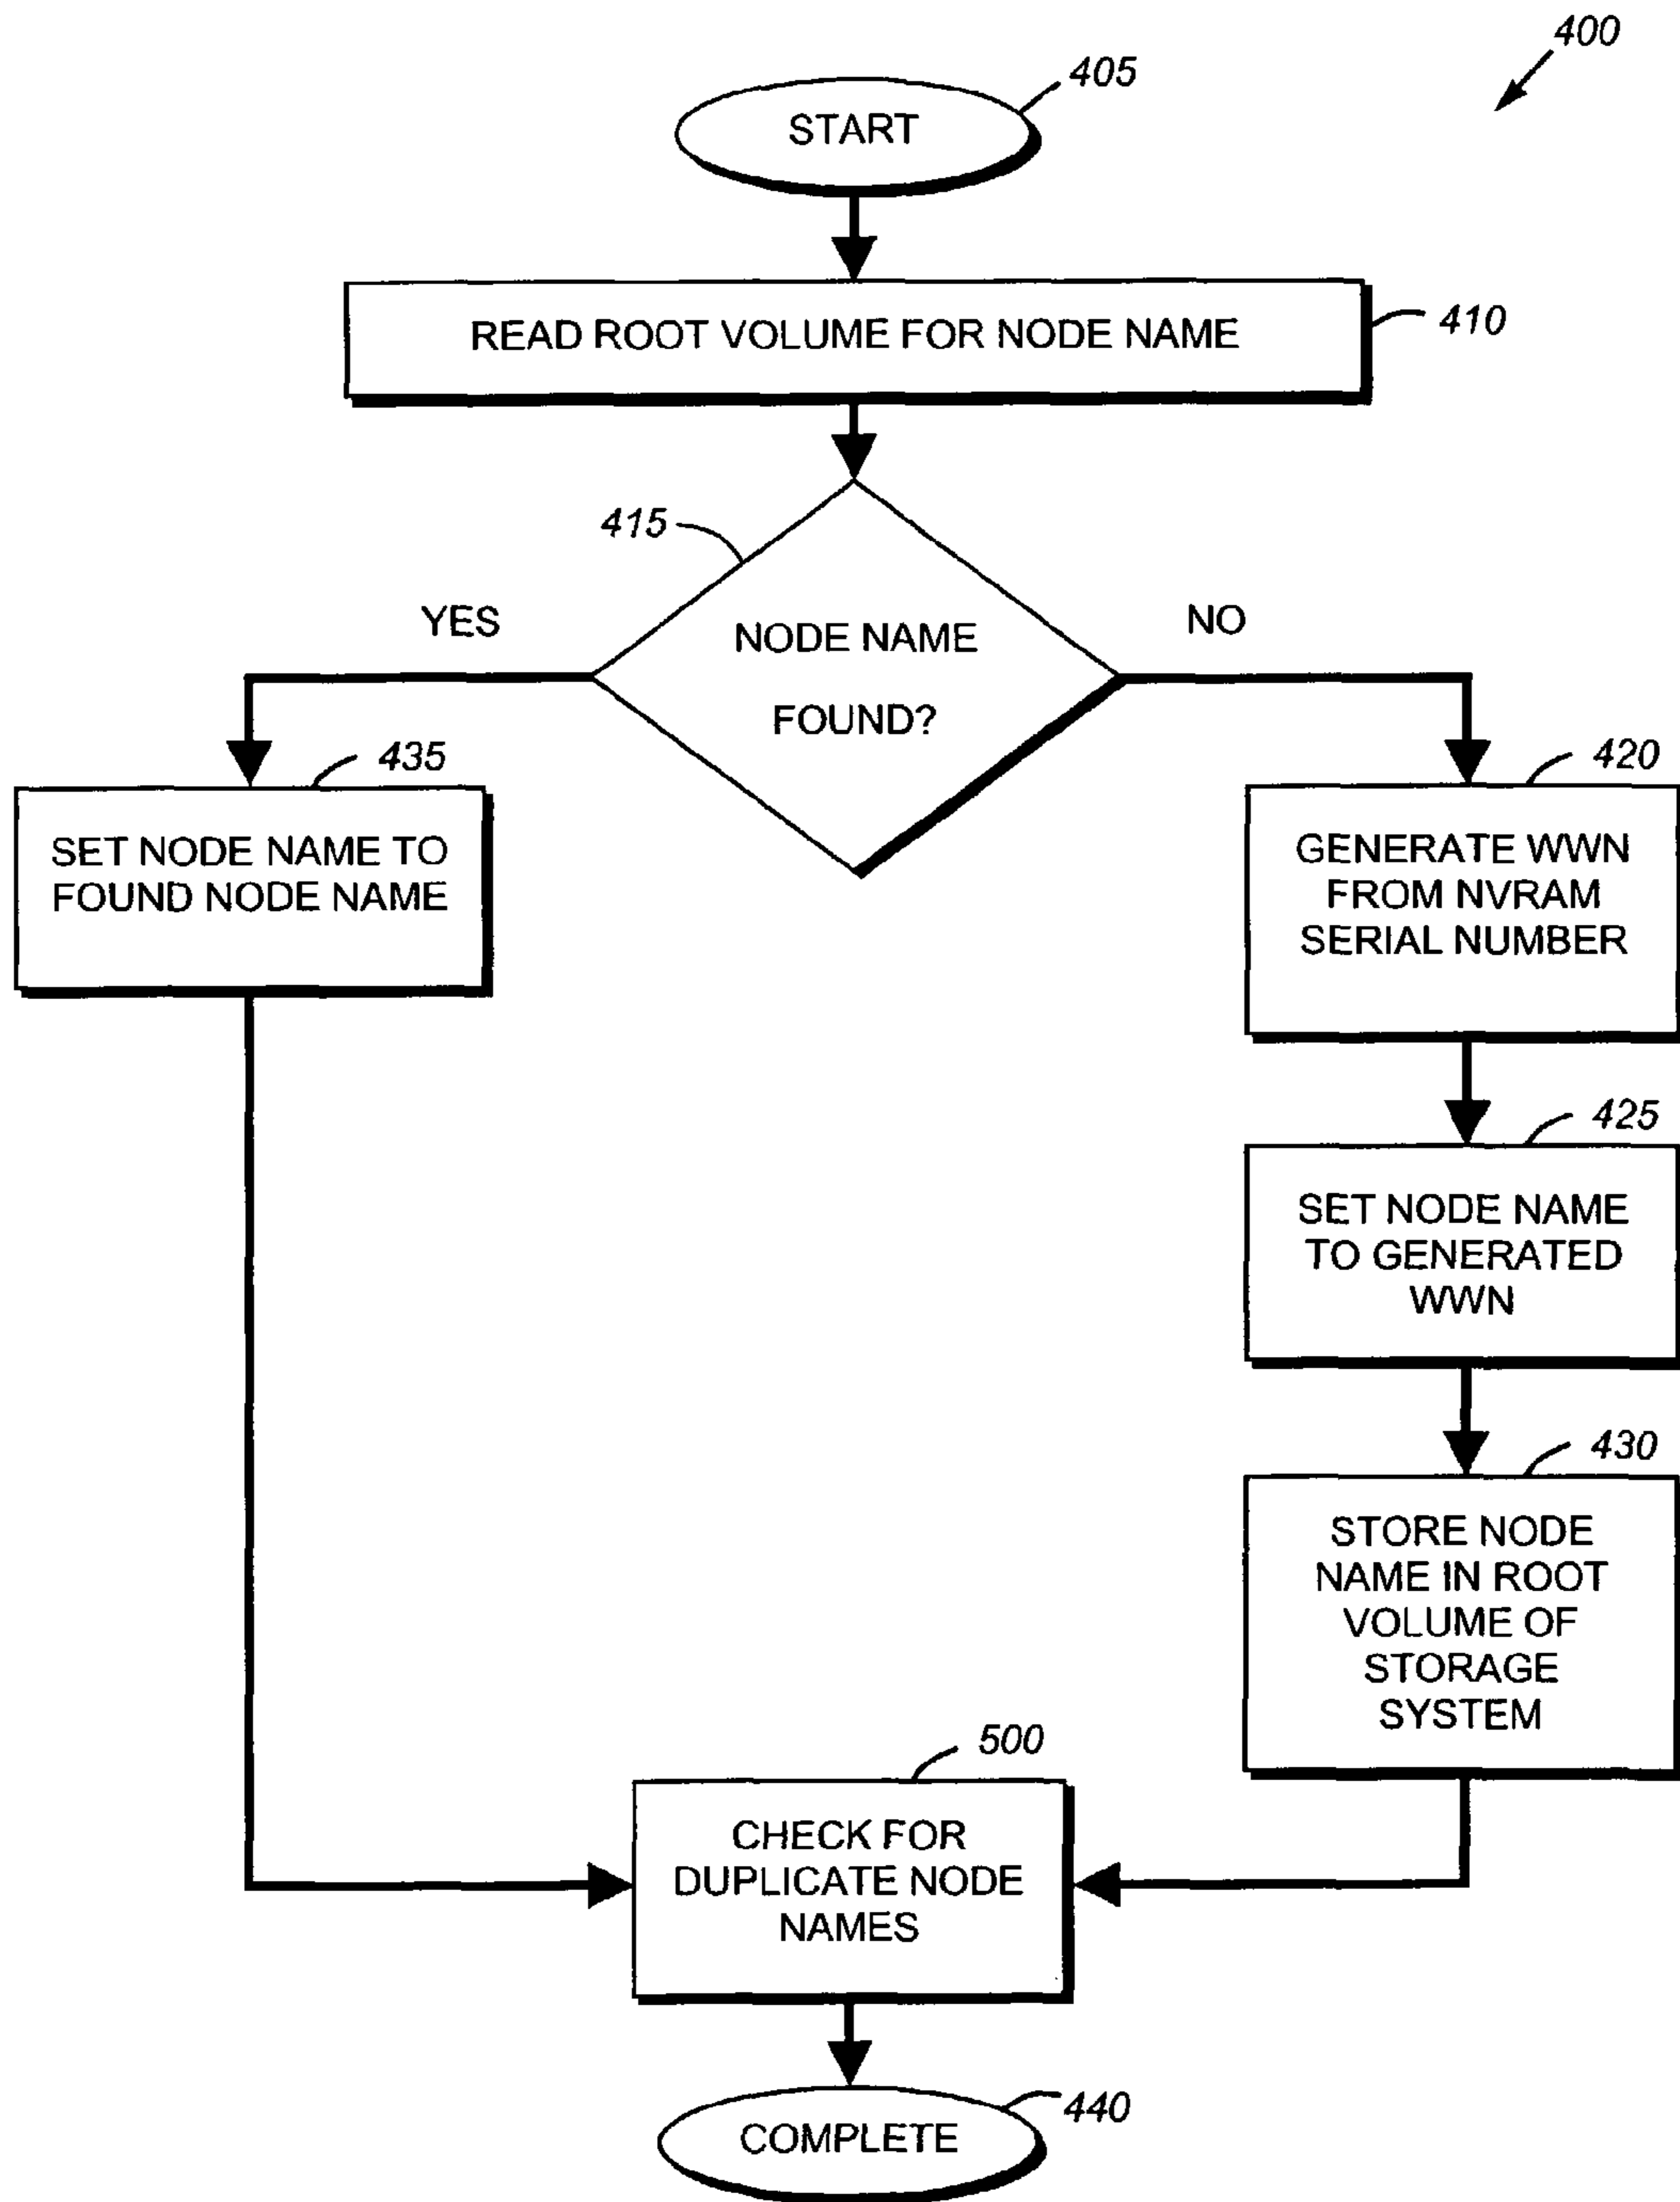 400
405
START
READ ROOT VOLUME FOR NODE NAME
410
415
YES
NO
NODE NAME
FOUND?
435
SET NODE NAME TO
FOUND NODE NAME
420
GENERATE WWN
FROM NVRAM
SERIAL NUMBER
425
SET NODE NAME
TO GENERATED
WWN
430
STORE NODE
NAME IN ROOT
VOLUME OF
STORAGE
SYSTEM
500
CHECK FOR
DUPLICATE NODE
NAMES
440
COMPLETE